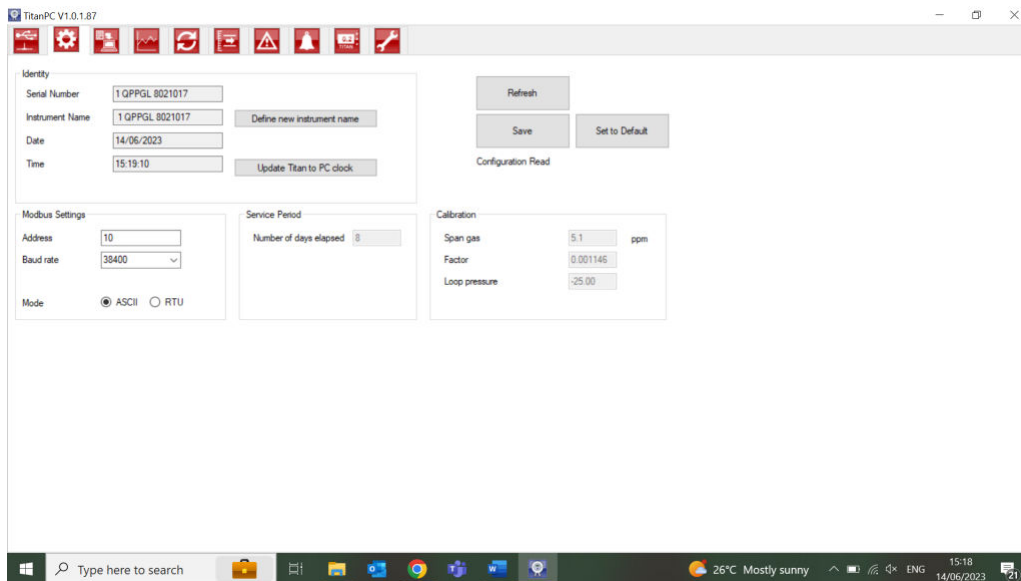 TitanPC V1.0.1.87
0.2
TITAN
Identity
Serial Number 1 QPPGL 8021017
Instrument Name 1 QPPGL 8021017 Define new instrument name
Date 14/06/2023
Time 15:19:10 Update Titan to PC clock
Refresh
Save Set to Default
Configuration Read
Modbus Settings
Address 10
Baud rate 38400
Mode ASCII RTU
Service Period
Number of days elapsed 8
Calibration
Span gas 5.1 ppm
Factor 0.001146
Loop pressure -25.00
Type here to search
26°C Mostly sunny
ENG
15:18
14/06/2023
21